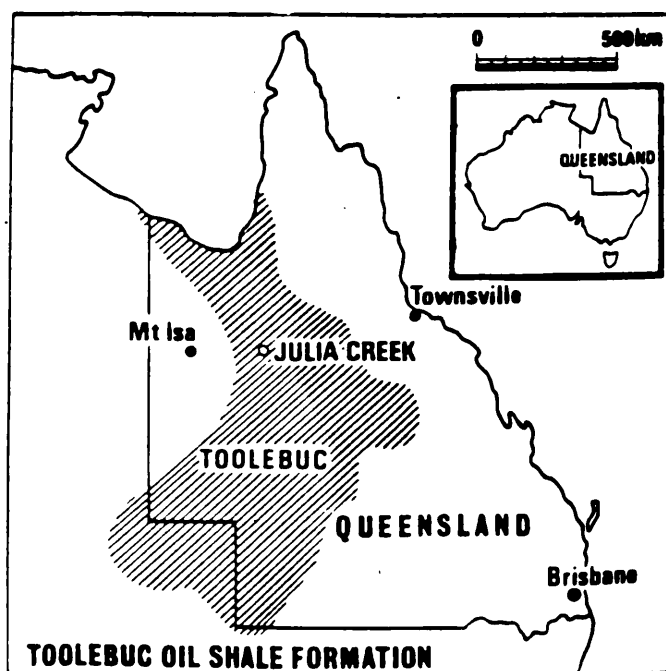 0 500km
QUEENSLAND
Townsville
Mt Isa
JULIA CREEK
TOOLEBUC
QUEENSLAND
Brisbane
TOOLEBUC OIL SHALE FORMATION